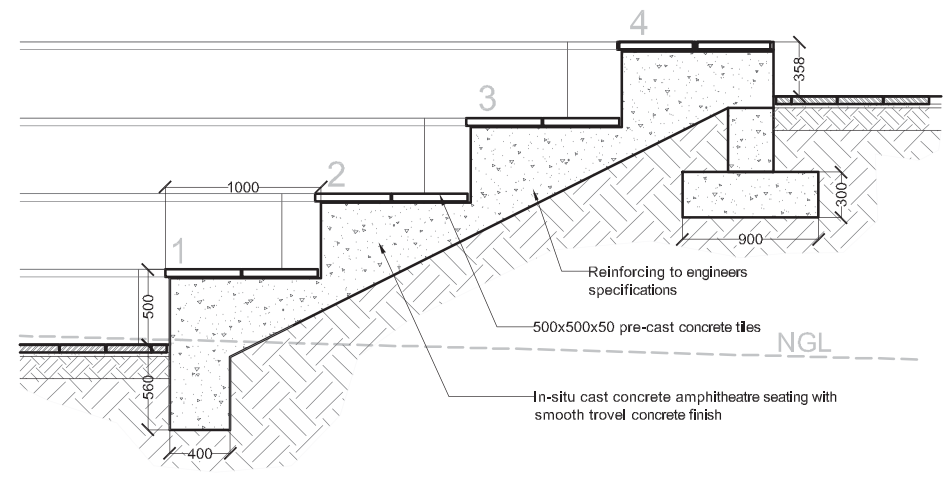 4
358
3
1000
2
300
900
1
Reinforcing to engineers
specifications
500
500x500x50 pre-cast concrete tiles
NGL
560
In-situ cast concrete amphitheatre seating with
smooth trovel concrete finish
400